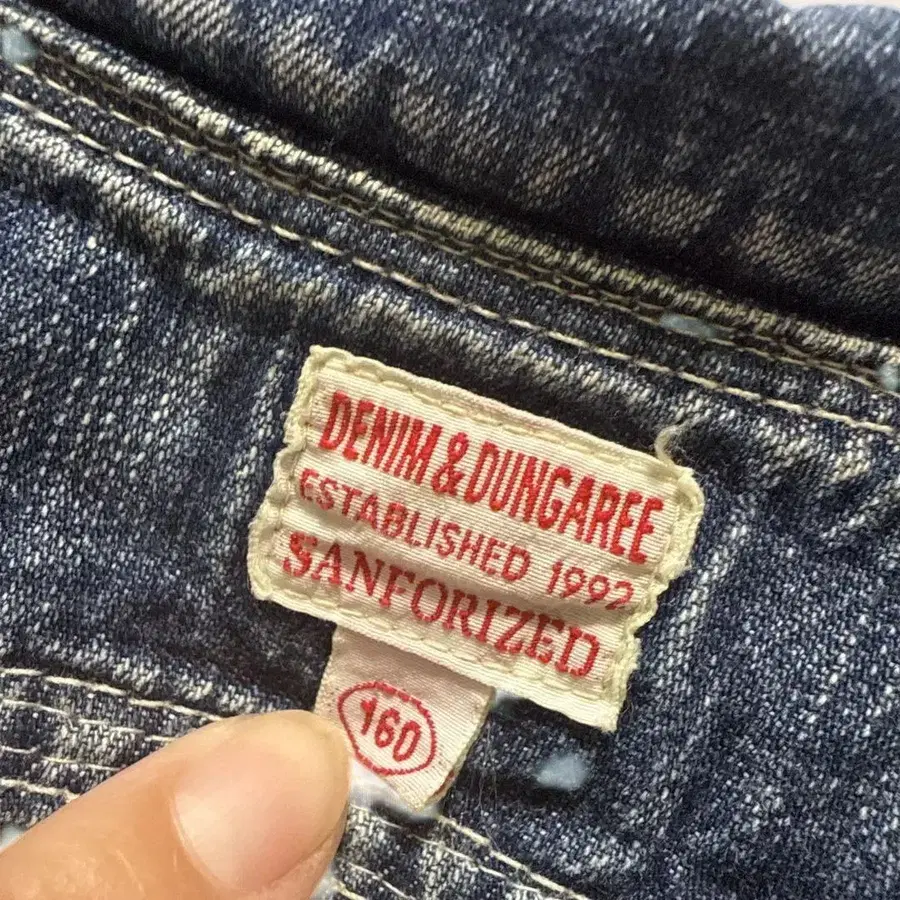 DENIM & DUNGAREE
ESTABLISHED 1992
SANFORIZED
160